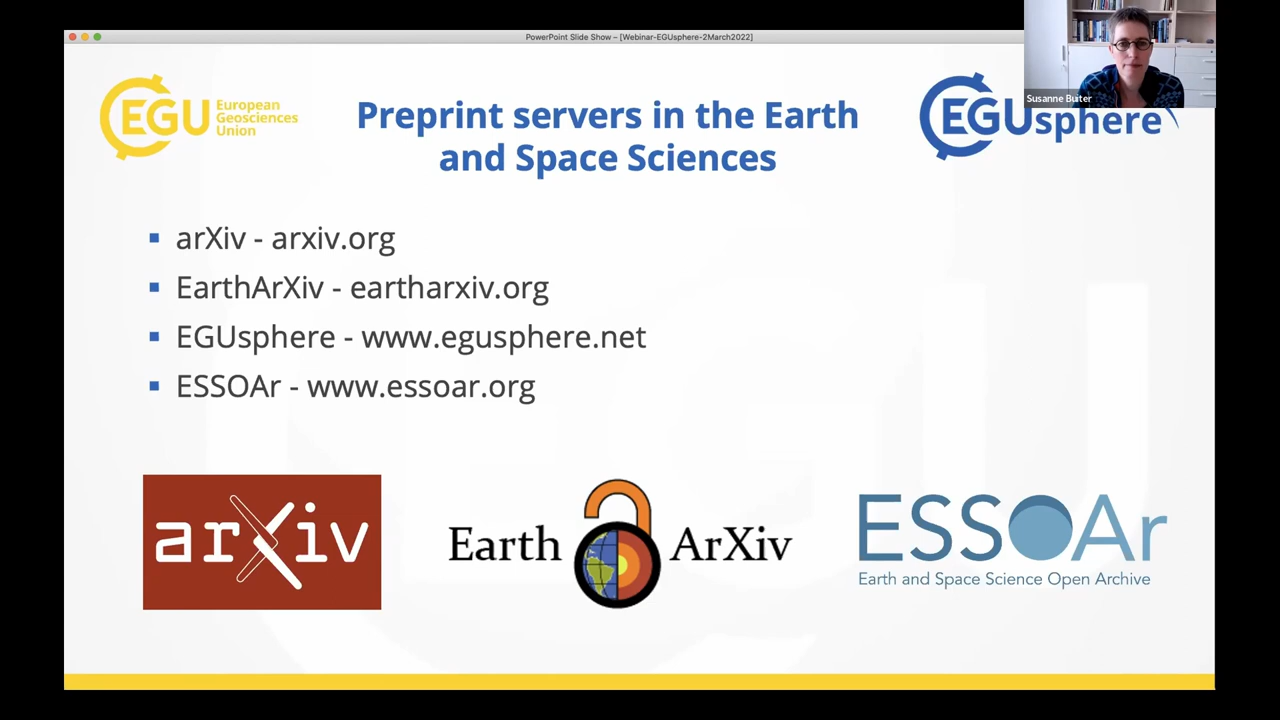 PowerPoint Slide Show – [Webinar-EGUsphere-2March2022]
Susanne Buiter
EGU European
Geosciences
Union
Preprint servers in the Earth
and Space Sciences
EGUsphere
▪ arXiv - arxiv.org
▪ EarthArXiv - eartharxiv.org
▪ EGUsphere - www.egusphere.net
▪ ESSOAr - www.essoar.org
arXiv
Earth ArXiv
ESSOAr
Earth and Space Science Open Archive